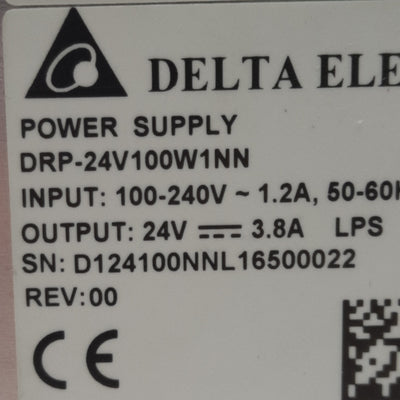 DELTA ELE
POWER SUPPLY
DRP-24V100W1NN
INPUT: 100-240V ~ 1.2A, 50-60H
OUTPUT: 24V ⎓ 3.8A LPS
SN: D124100NNL16500022
REV:00
CE